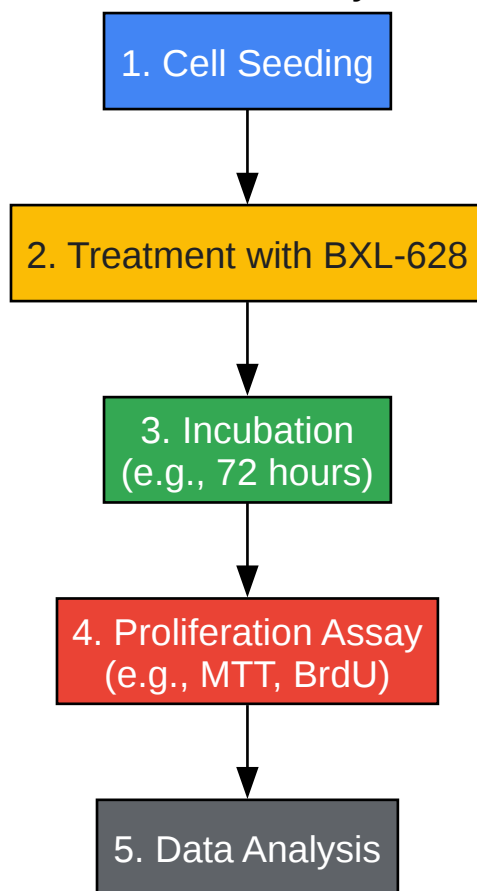 1. Cell Seeding
2. Treatment with BXL-628
3. Incubation
(e.g., 72 hours)
4. Proliferation Assay
(e.g., MTT, BrdU)
5. Data Analysis